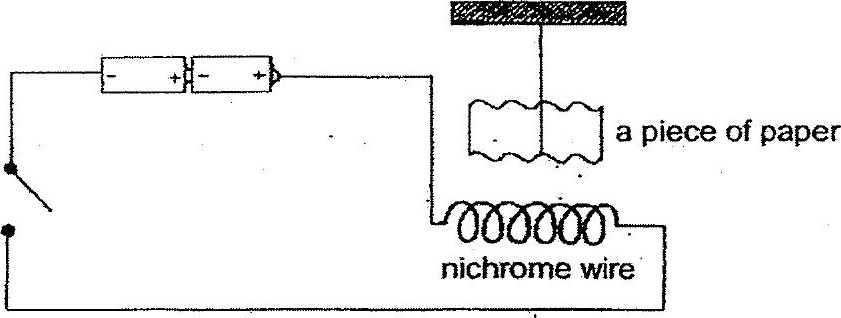 - + - +
a piece of paper
nichrome wire